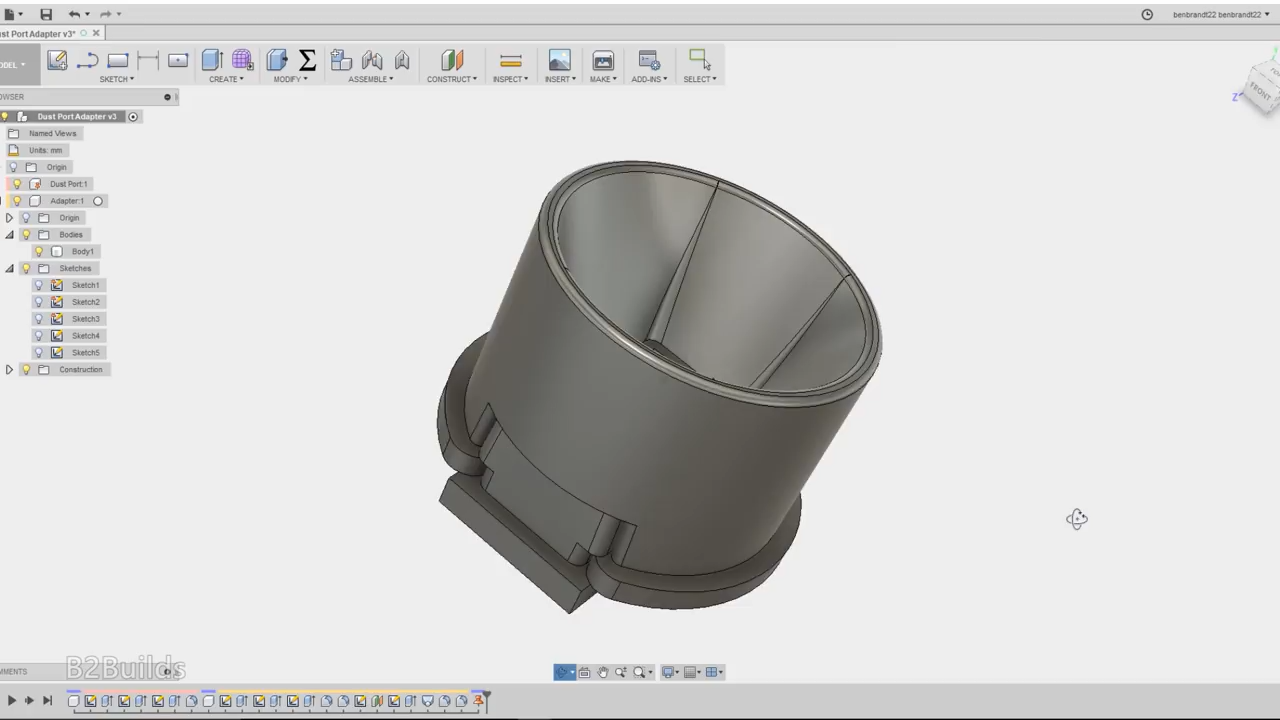 benbrandt22 benbrandt22
ust Port Adapter v3*
ODEL
SKETCH
CREATE
MODIFY
ASSEMBLE
CONSTRUCT
INSPECT
INSERT
MAKE
ADD-INS
SELECT
OWSER
FRONT
Z
Dust Port Adapter v3
Named Views
Units: mm
Origin
Dust Port:1
Adapter:1
Origin
Bodies
Body1
Sketches
Sketch1
Sketch2
Sketch3
Sketch4
Sketch5
Construction
MMENTS
B2Builds